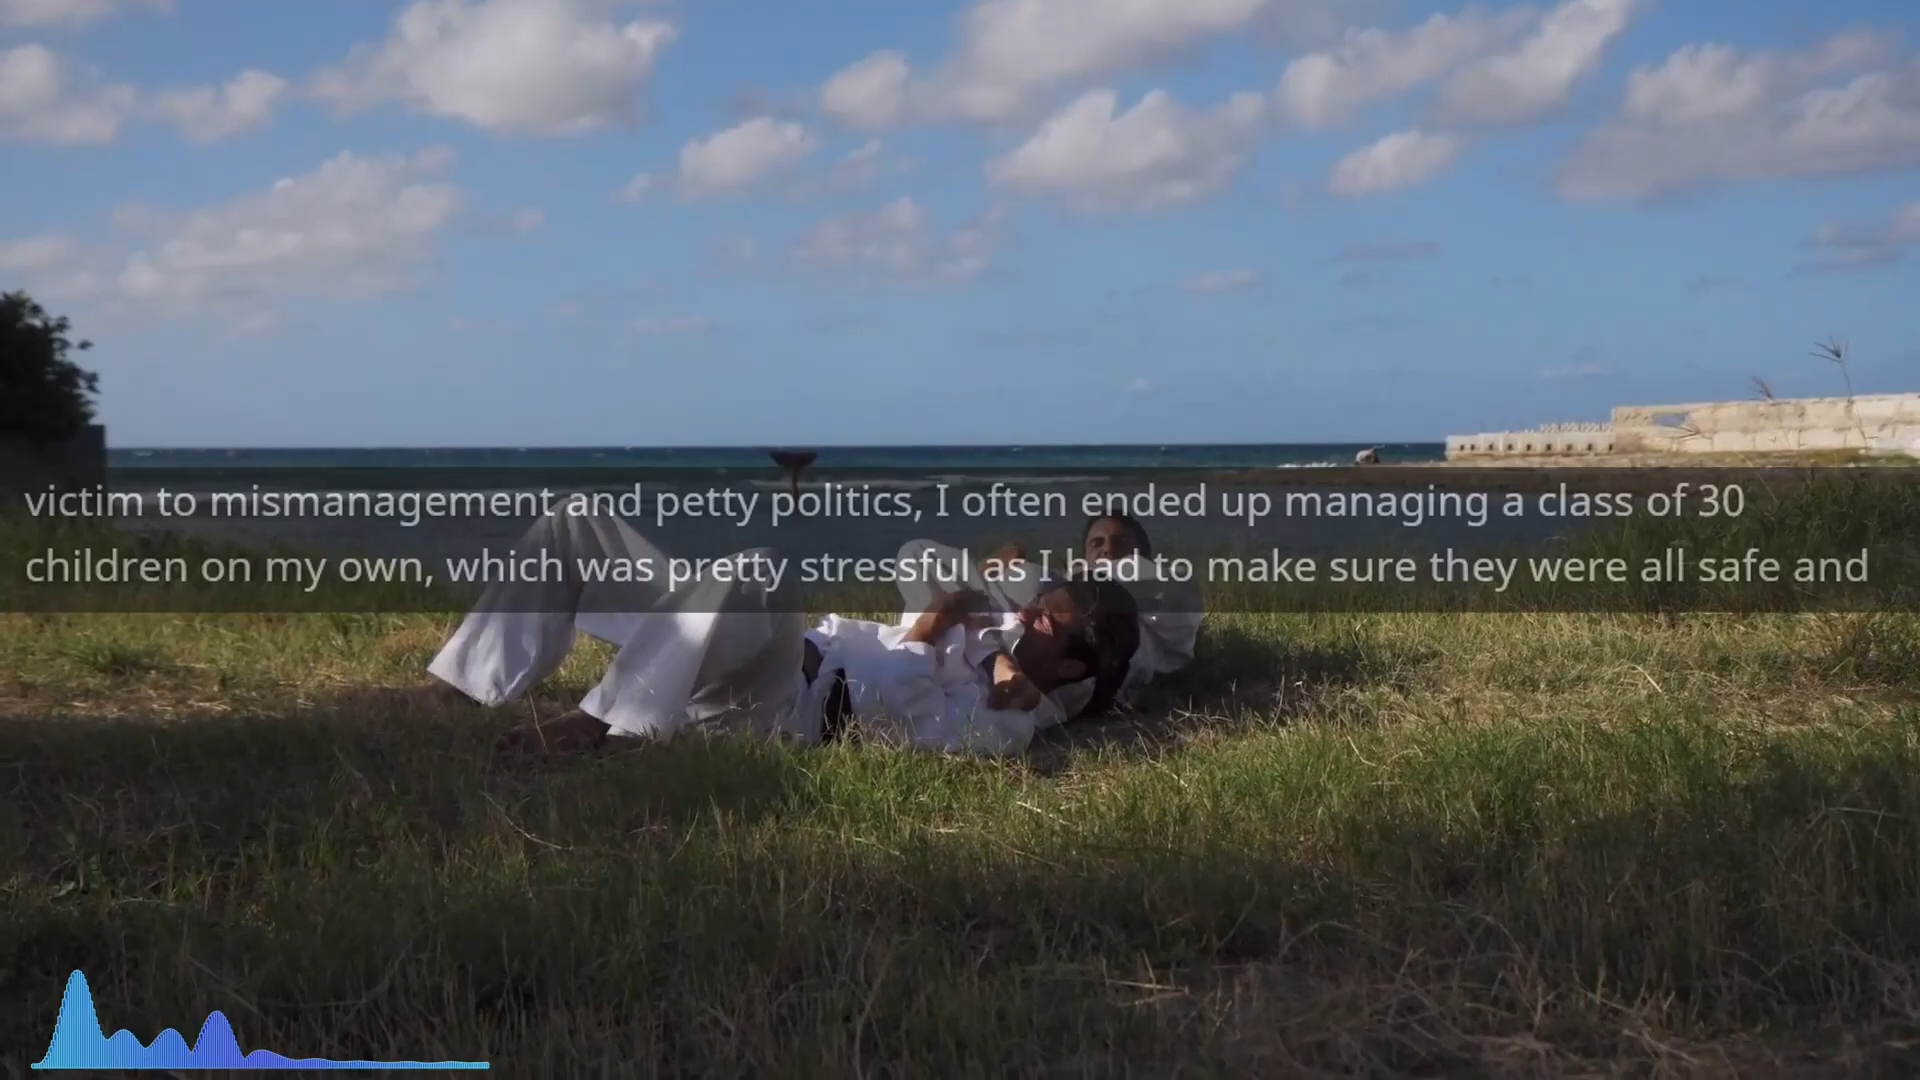 victim to mismanagement and petty politics, I often ended up managing a class of 30
children on my own, which was pretty stressful as I had to make sure they were all safe and